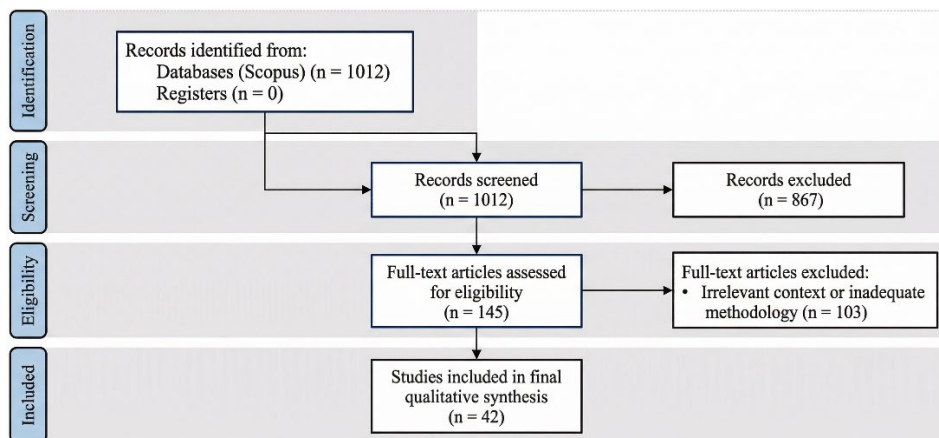 Identification
Records identified from:
Databases (Scopus) (n = 1012)
Registers (n = 0)
Screening
Records screened
(n = 1012)
Records excluded
(n = 867)
Eligibility
Full-text articles assessed
for eligibility
(n = 145)
Full-text articles excluded:
• Irrelevant context or inadequate
methodology (n = 103)
Included
Studies included in final
qualitative synthesis
(n = 42)